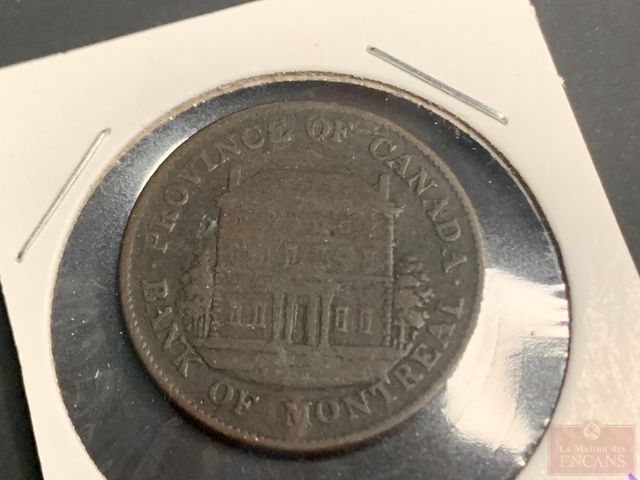 · PROVINCE OF CANADA ·
BANK OF MONTREAL
La Maison des
ENCANS